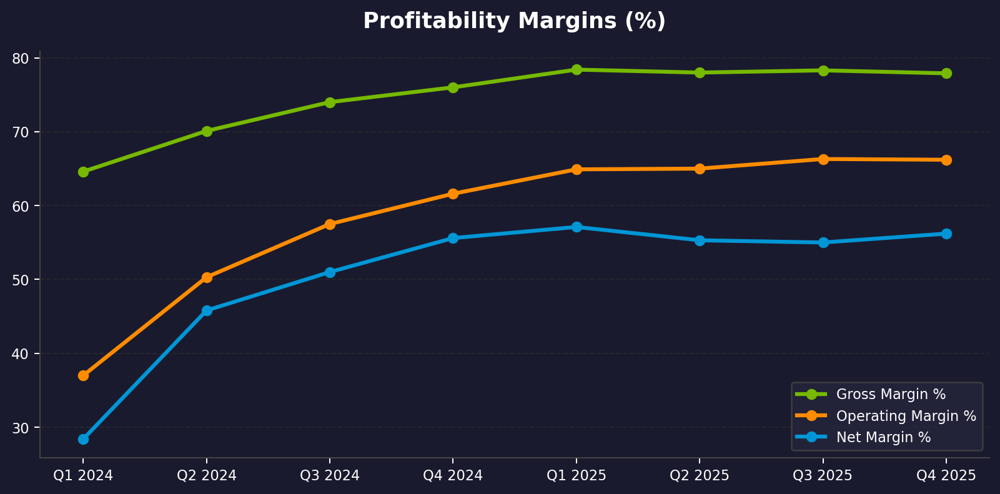 Profitability Margins (%)
80
70
60
50
40
30
Gross Margin %
Operating Margin %
Net Margin %
Q1 2024 Q2 2024 Q3 2024 Q4 2024 Q1 2025 Q2 2025 Q3 2025 Q4 2025